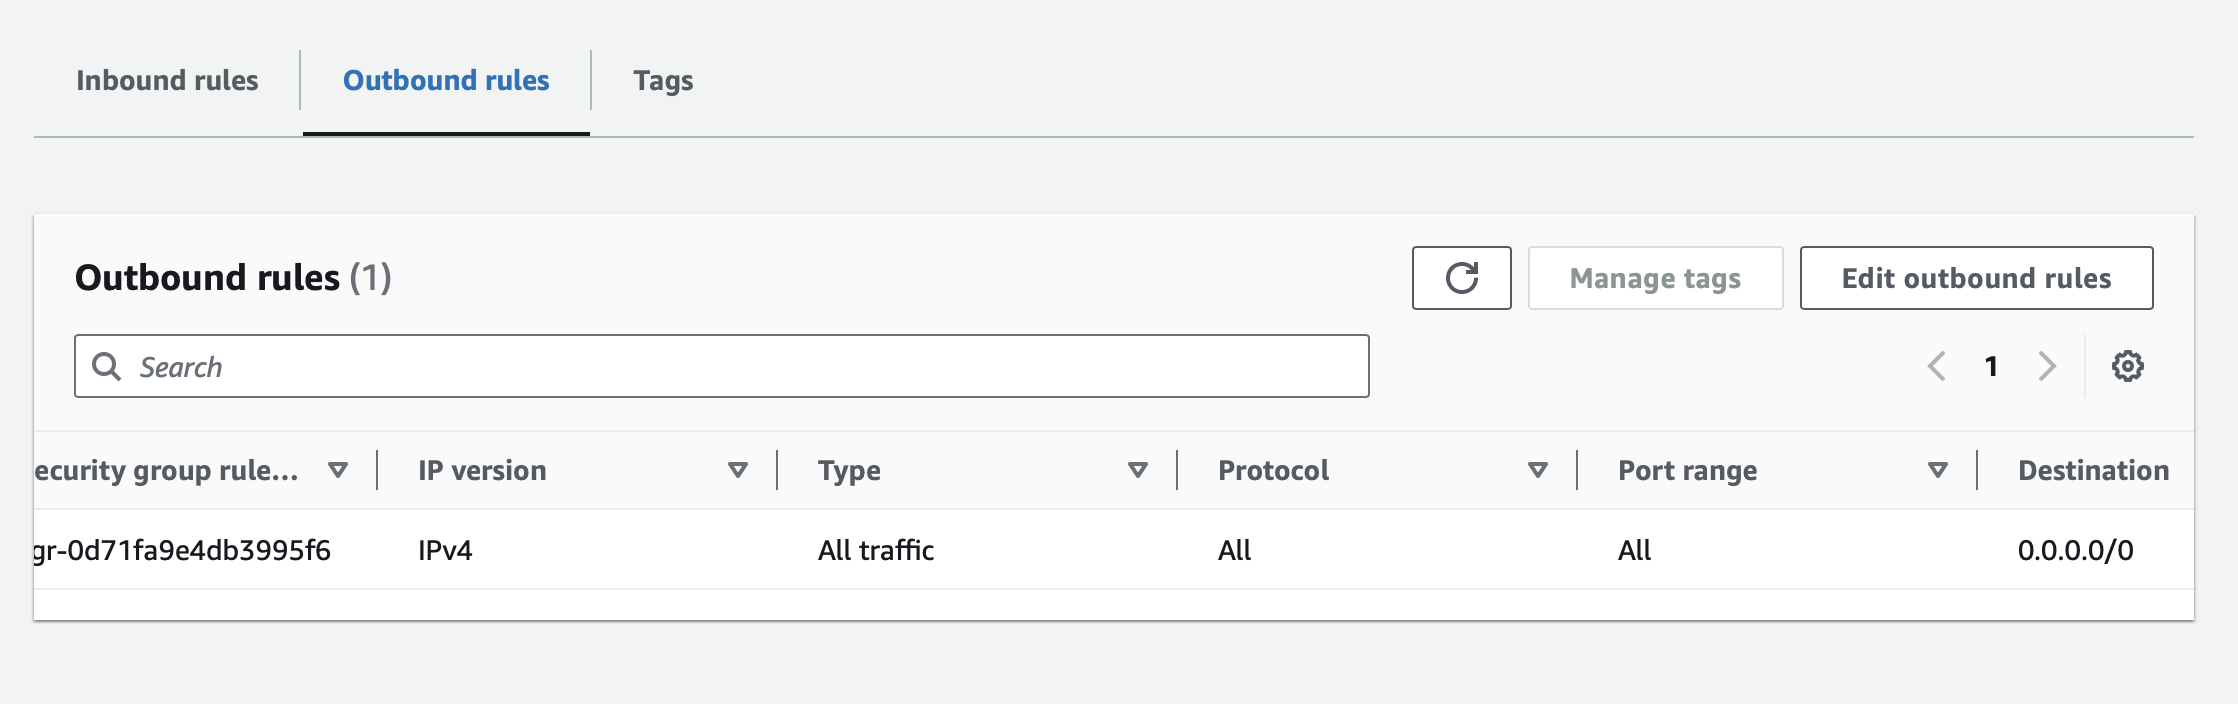 Inbound rules
Outbound rules
Tags
Outbound rules (1)
Manage tags
Edit outbound rules
Search
1
ecurity group rule... IP version Type Protocol Port range Destination
gr-0d71fa9e4db3995f6 IPv4 All traffic All All 0.0.0.0/0